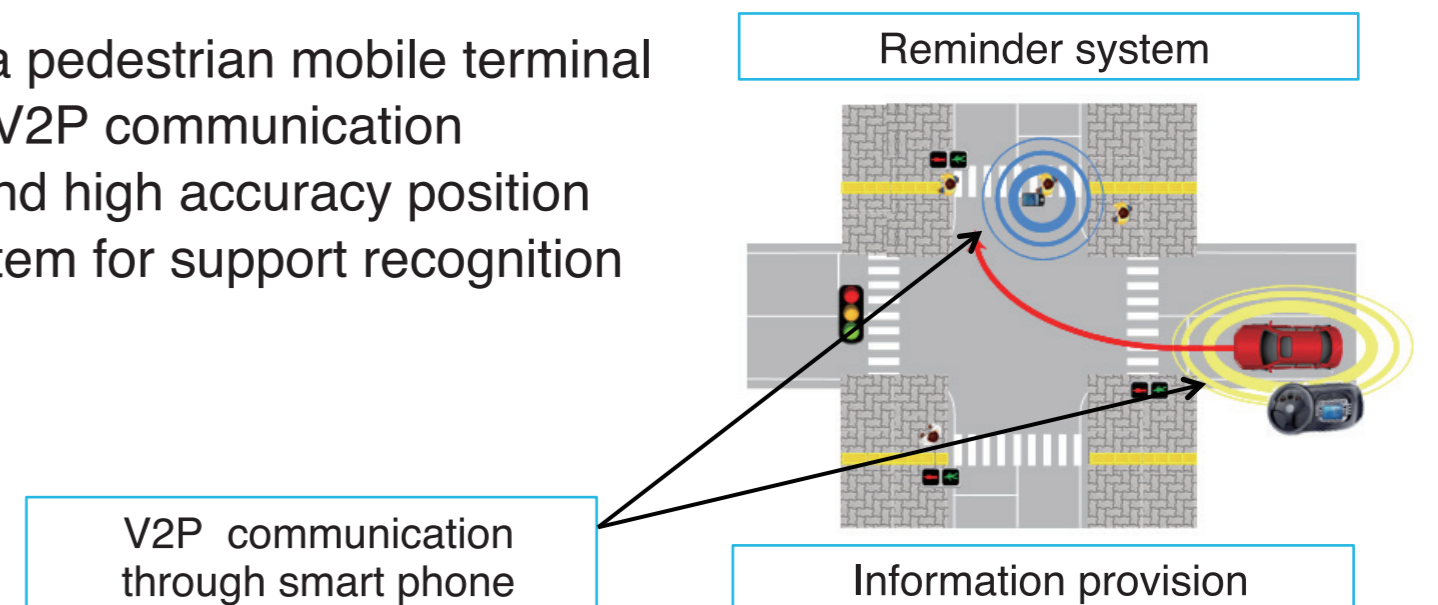 a pedestrian mobile terminal
V2P communication
nd high accuracy position
tem for support recognition
Reminder system
V2P communication
through smart phone
Information provision